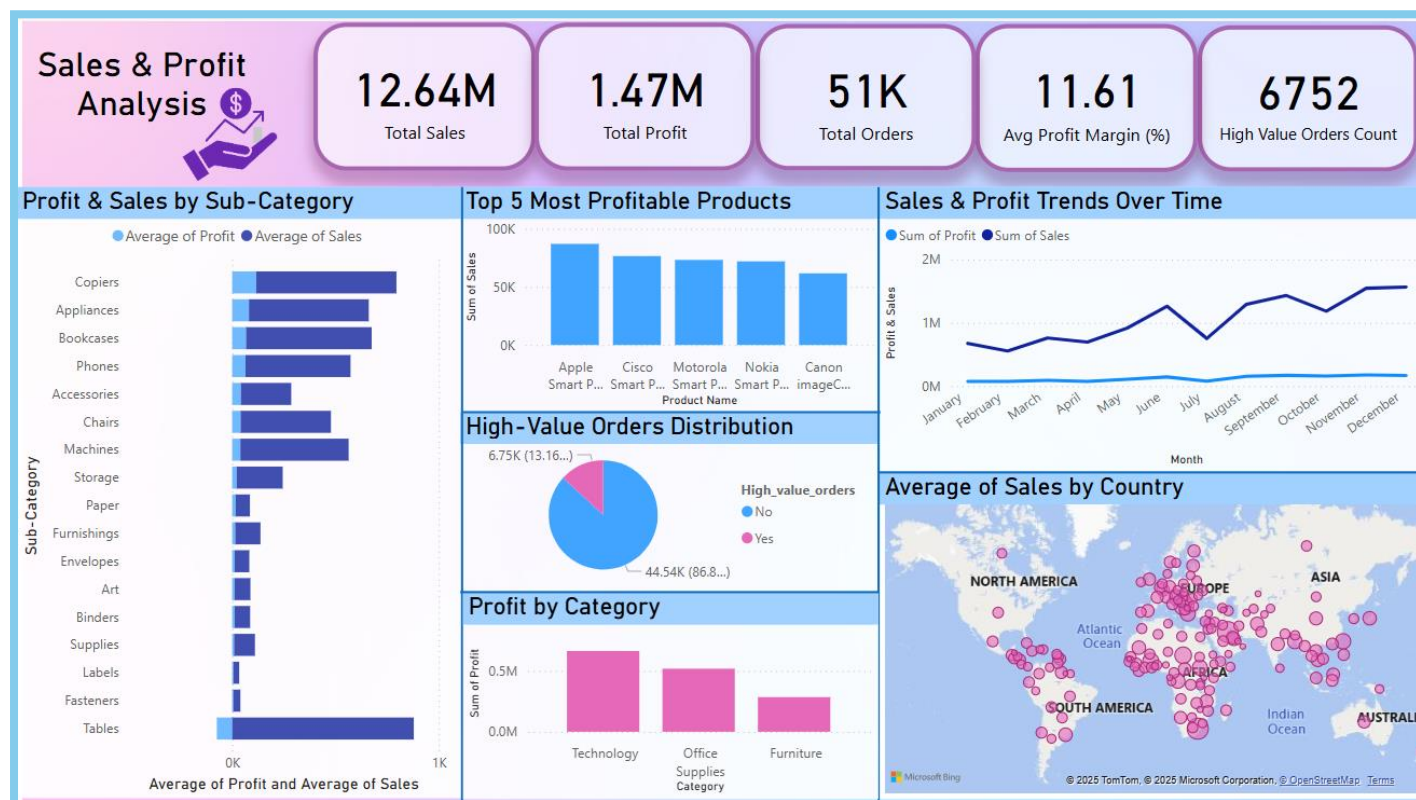 Sales & Profit
Analysis
$
12.64M
Total Sales
1.47M
Total Profit
51K
Total Orders
11.61
Avg Profit Margin (%)
6752
High Value Orders Count
Profit & Sales by Sub-Category
Average of Profit Average of Sales
Sub-Category
Copiers
Appliances
Bookcases
Phones
Accessories
Chairs
Machines
Storage
Paper
Furnishings
Envelopes
Art
Binders
Supplies
Labels
Fasteners
Tables
0K 1K
Average of Profit and Average of Sales
Top 5 Most Profitable Products
Sum of Sales
100K
50K
0K
Apple Cisco Motorola Nokia Canon
Smart P... Smart P... Smart P... Smart P... imageC...
Product Name
High-Value Orders Distribution
6.75K (13.16...)
44.54K (86.8...)
High_value_orders
No
Yes
Profit by Category
Sum of Profit
0.5M
0.0M
Technology Office Furniture
Supplies
Category
Sales & Profit Trends Over Time
Sum of Profit Sum of Sales
Profit & Sales
2M
1M
0M
January February March April May June July August September October November December
Month
Average of Sales by Country
NORTH AMERICA
EUROPE
ASIA
Atlantic
Ocean
AFRICA
SOUTH AMERICA
Indian
Ocean
AUSTRALI
Microsoft Bing
© 2025 TomTom, © 2025 Microsoft Corporation, © OpenStreetMap Terms